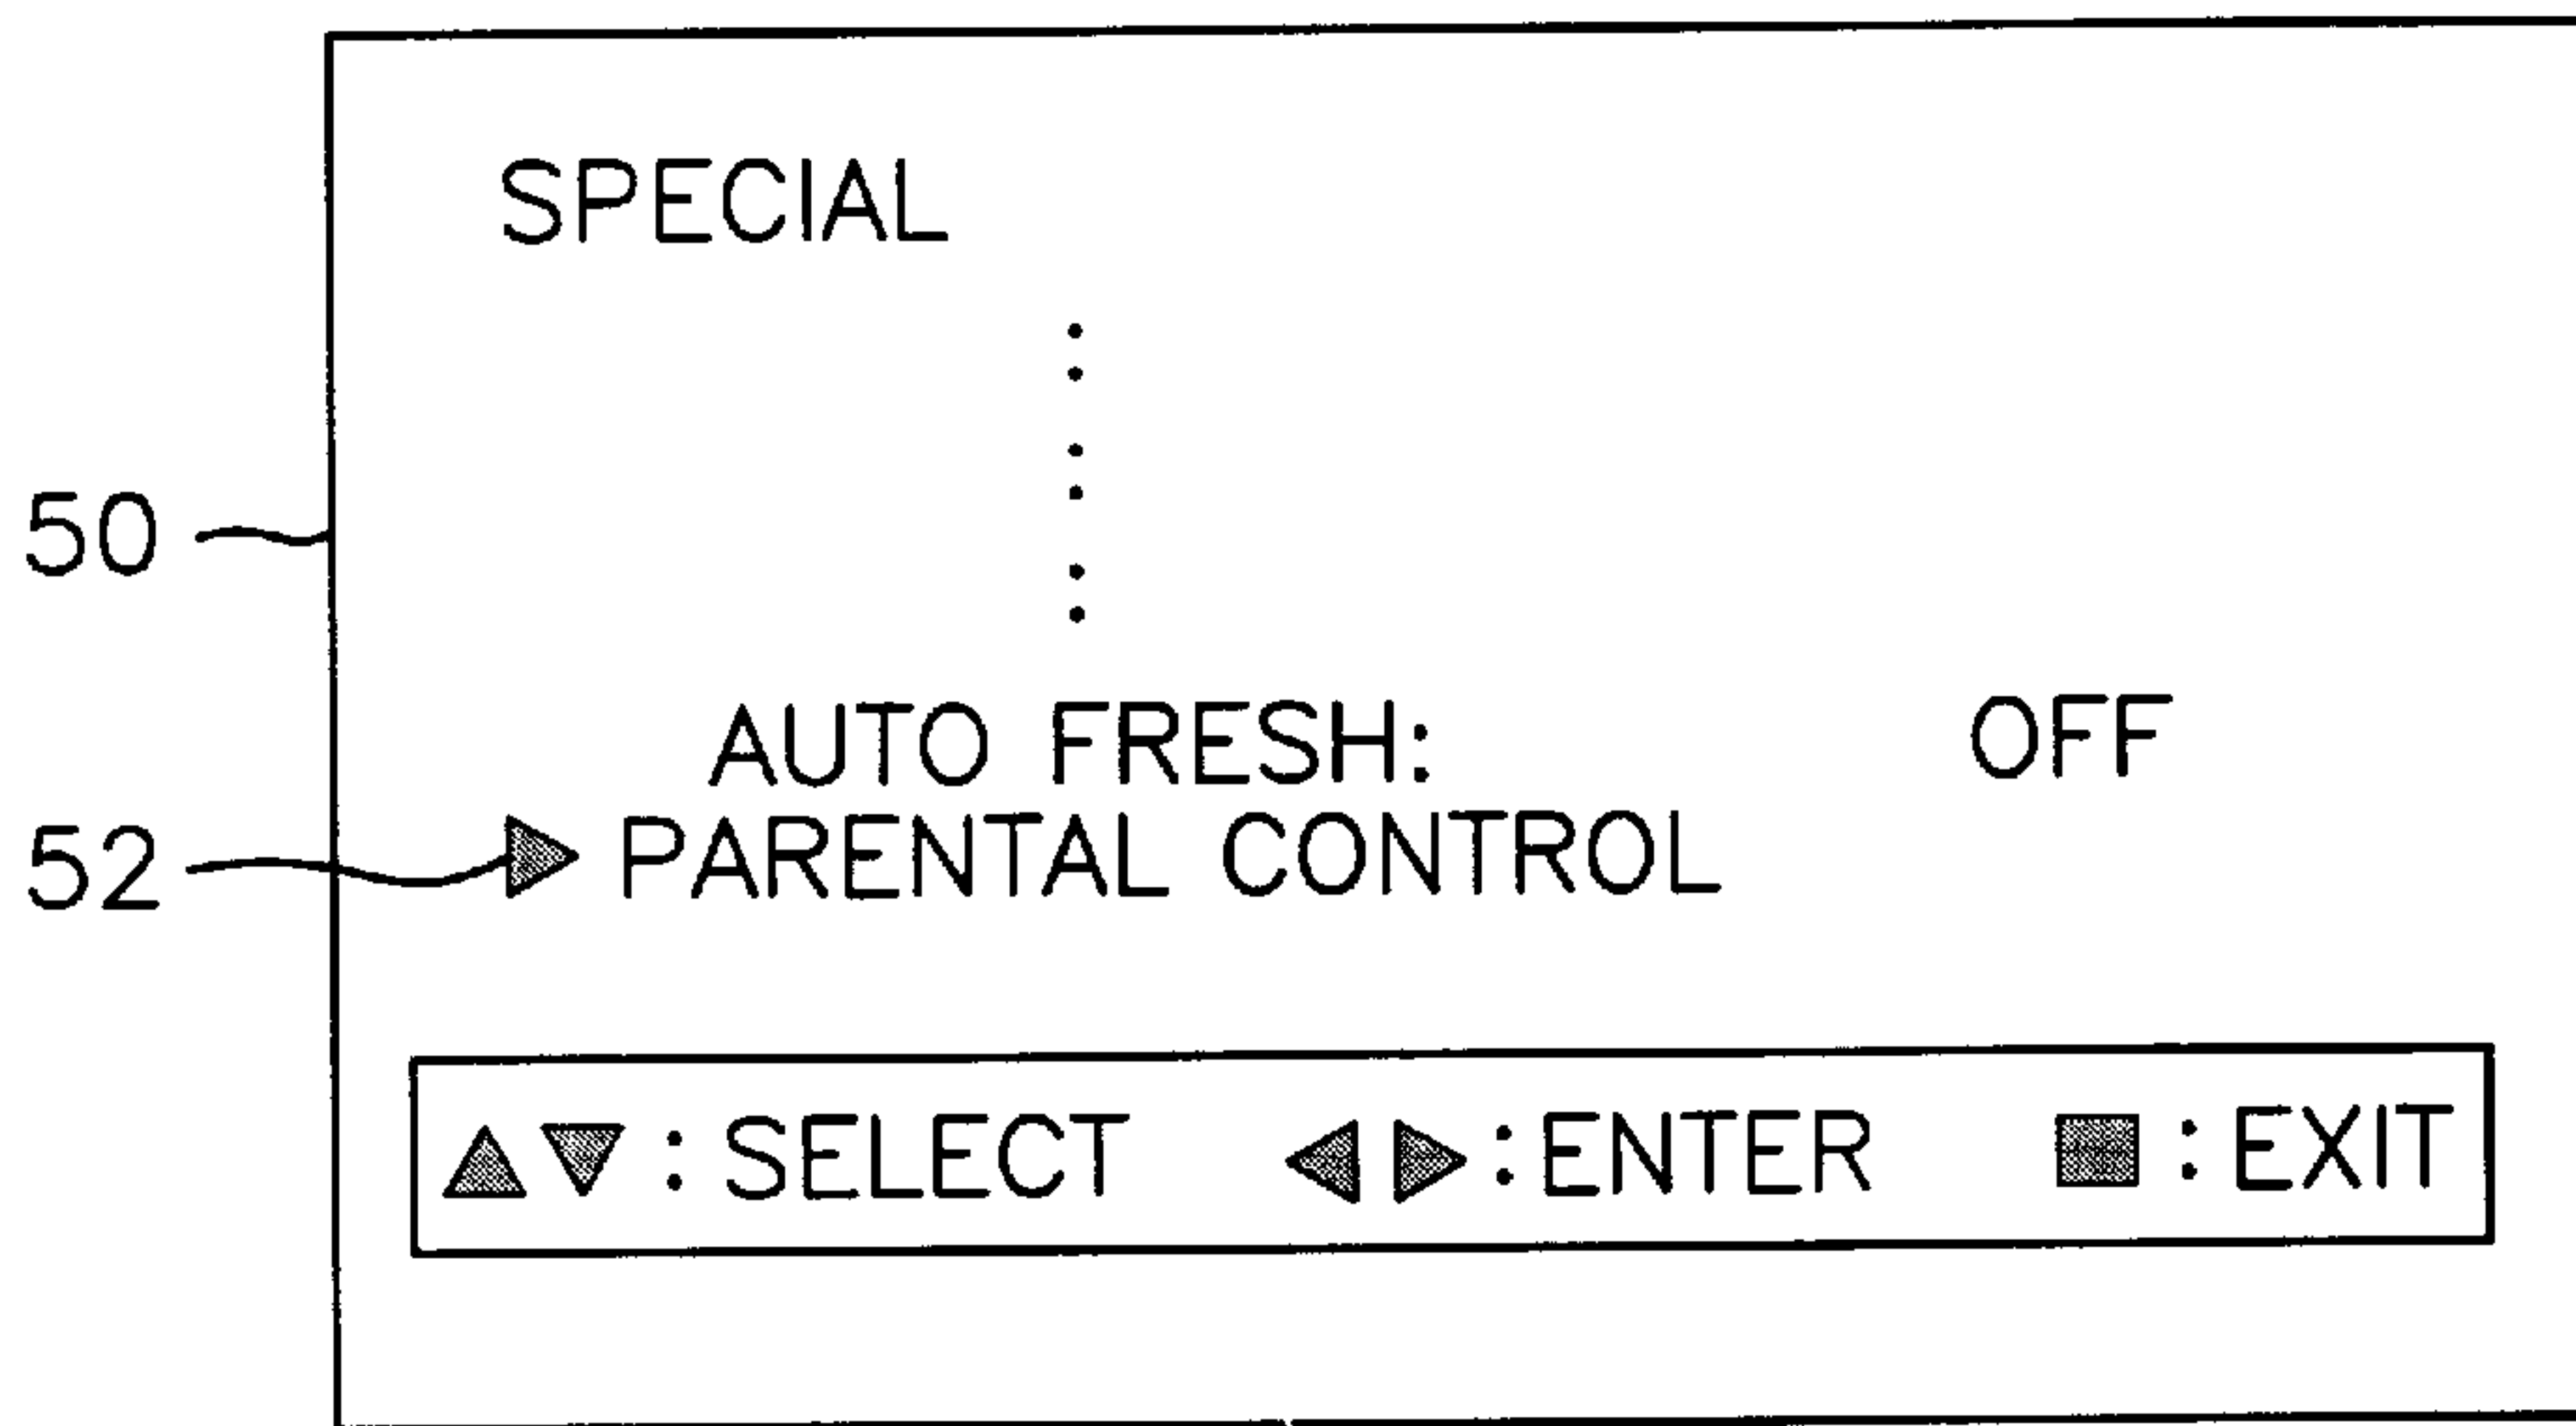 SPECIAL
50
AUTO FRESH: OFF
52 ▶ PARENTAL CONTROL
▲▼: SELECT ◀ ▶: ENTER ■: EXIT